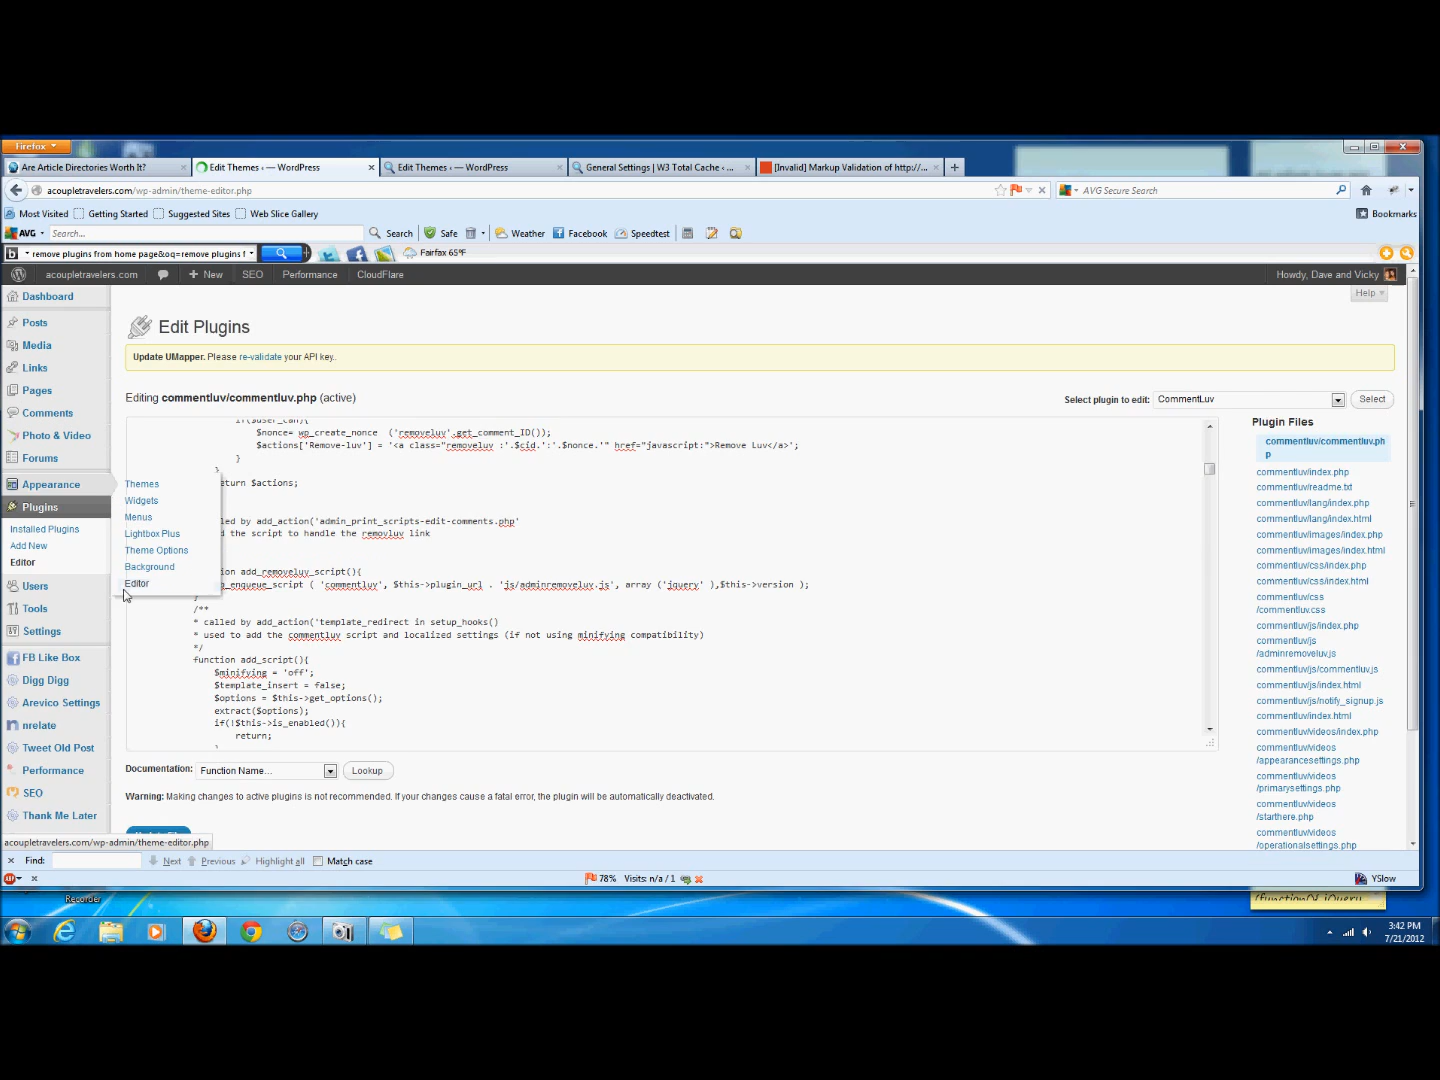 Firefox
Are Article Directories Worth It?
Edit Themes ‹ — WordPress
Edit Themes ‹ — WordPress
General Settings | W3 Total Cache ‹ ...
[Invalid] Markup Validation of http://...
acoupletravelers.com/wp-admin/theme-editor.php
AVG Secure Search
Most Visited
Getting Started
Suggested Sites
Web Slice Gallery
Bookmarks
AVG
Search...
Search
Safe
Weather
Facebook
Speedtest
b
remove plugins from home page&oq=remove plugins f
Fairfax 65°F
acoupletravelers.com
New
SEO
Performance
CloudFlare
Howdy, Dave and Vicky
Help
Dashboard
Posts
Media
Links
Pages
Comments
Photo & Video
Forums
Appearance
Plugins
Installed Plugins
Add New
Editor
Users
Tools
Settings
FB Like Box
Digg Digg
Arevico Settings
nrelate
Tweet Old Post
Performance
SEO
Thank Me Later
Themes
Widgets
Menus
Lightbox Plus
Theme Options
Background
Editor
Edit Plugins
Update UMapper. Please re-validate your API key..
Editing commentluv/commentluv.php (active)
Select plugin to edit:
CommentLuv
Select
if($user_can){
$nonce= wp_create_nonce ('removeluv'.get_comment_ID());
$actions['Remove-luv'] = '<a class="removeluv :'.$cid.':'.$nonce.'" href="javascript:">Remove Luv</a>';
}
}
return $actions;
led by add_action('admin_print_scripts-edit-comments.php'
d the script to handle the removluv link
tion add_removeluv_script(){
p_enqueue_script ( 'commentluv', $this->plugin_url . 'js/adminremoveluv.js', array ('jquery' ),$this->version );
}
/**
* called by add_action('template_redirect in setup_hooks()
* used to add the commentluv script and localized settings (if not using minifying compatibility)
*/
function add_script(){
$minifying = 'off';
$template_insert = false;
$options = $this->get_options();
extract($options);
if(!$this->is_enabled()){
return;
}
Plugin Files
commentluv/commentluv.ph
p
commentluv/index.php
commentluv/readme.txt
commentluv/lang/index.php
commentluv/lang/index.html
commentluv/images/index.php
commentluv/images/index.html
commentluv/css/index.php
commentluv/css/index.html
commentluv/css
/commentluv.css
commentluv/js/index.php
commentluv/js
/adminremoveluv.js
commentluv/js/commentluv.js
commentluv/js/index.html
commentluv/js/notify_signup.js
commentluv/index.html
commentluv/videos/index.php
commentluv/videos
/appearancesettings.php
commentluv/videos
/primarysettings.php
commentluv/videos
/starthere.php
commentluv/videos
/operationalsettings.php
Documentation:
Function Name...
Lookup
Warning: Making changes to active plugins is not recommended. If your changes cause a fatal error, the plugin will be automatically deactivated.
acoupletravelers.com/wp-admin/theme-editor.php
Find:
Next
Previous
Highlight all
Match case
78%
Visits: n/a / 1
YSlow
Recorder
(functionOf jQuery
3:42 PM
7/21/2012